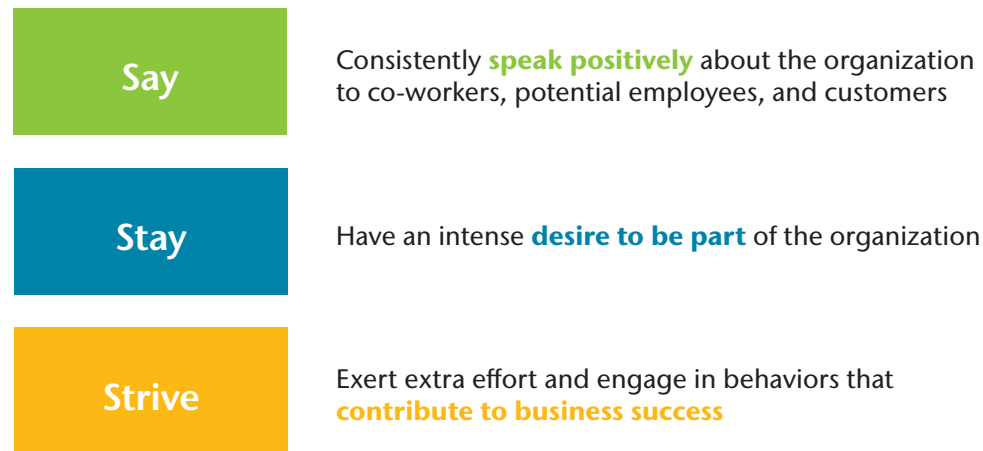 Say
Consistently speak positively about the organization
to co-workers, potential employees, and customers
Stay
Have an intense desire to be part of the organization
Strive
Exert extra effort and engage in behaviors that
contribute to business success